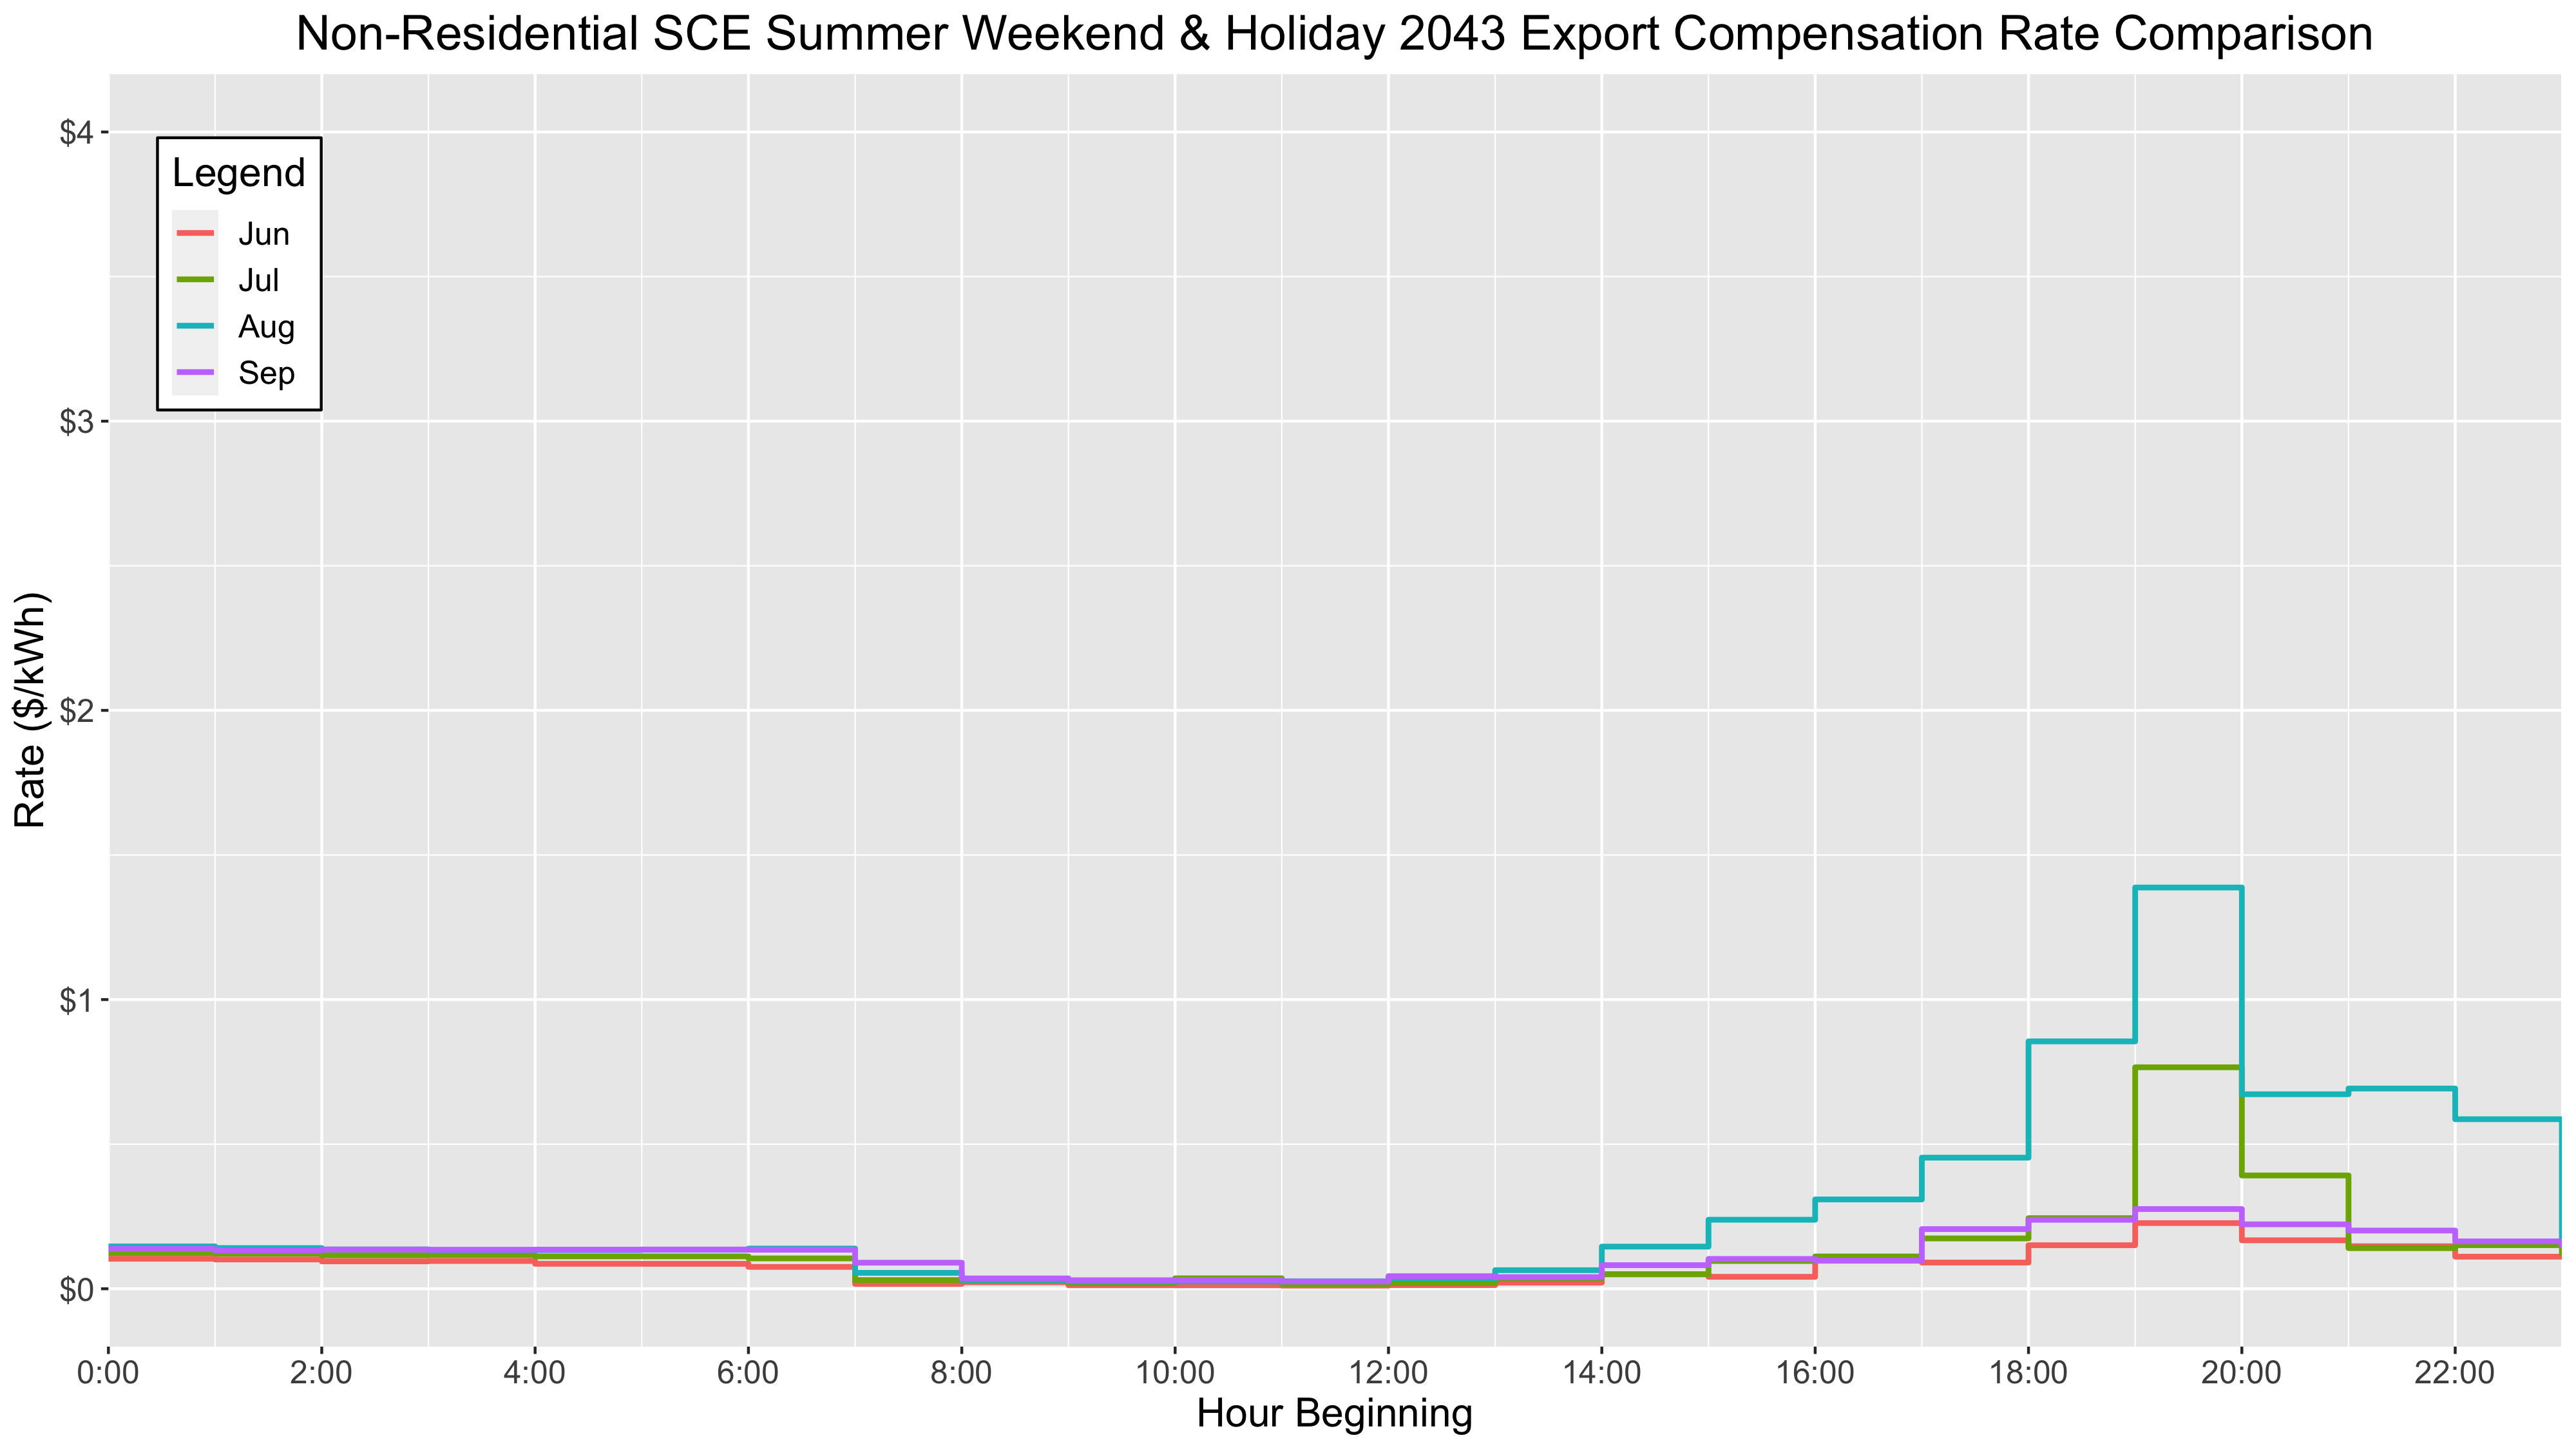 Non-Residential SCE Summer Weekend & Holiday 2043 Export Compensation Rate Comparison
Rate ($/kWh)
$4
$3
$2
$1
$0
Legend
Jun
Jul
Aug
Sep
0:00 2:00 4:00 6:00 8:00 10:00 12:00 14:00 16:00 18:00 20:00 22:00
Hour Beginning